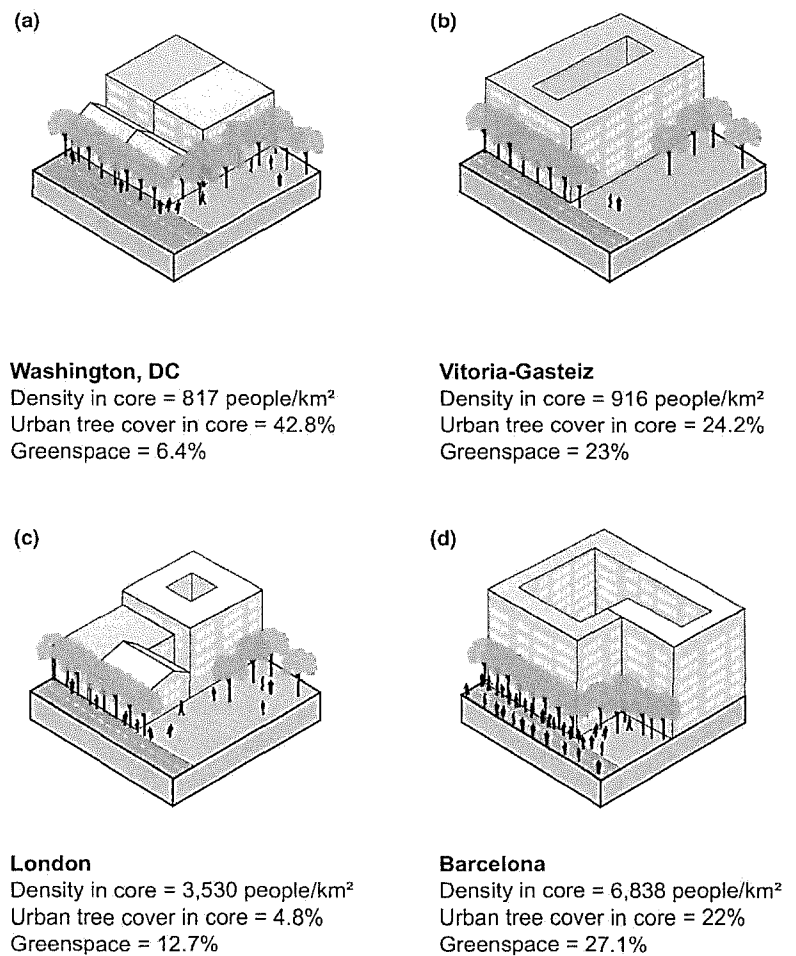 (a)
(b)
Washington, DC
Density in core = 817 people/km²
Urban tree cover in core = 42.8%
Greenspace = 6.4%
Vitoria-Gasteiz
Density in core = 916 people/km²
Urban tree cover in core = 24.2%
Greenspace = 23%
(c)
(d)
London
Density in core = 3,530 people/km²
Urban tree cover in core = 4.8%
Greenspace = 12.7%
Barcelona
Density in core = 6,838 people/km²
Urban tree cover in core = 22%
Greenspace = 27.1%